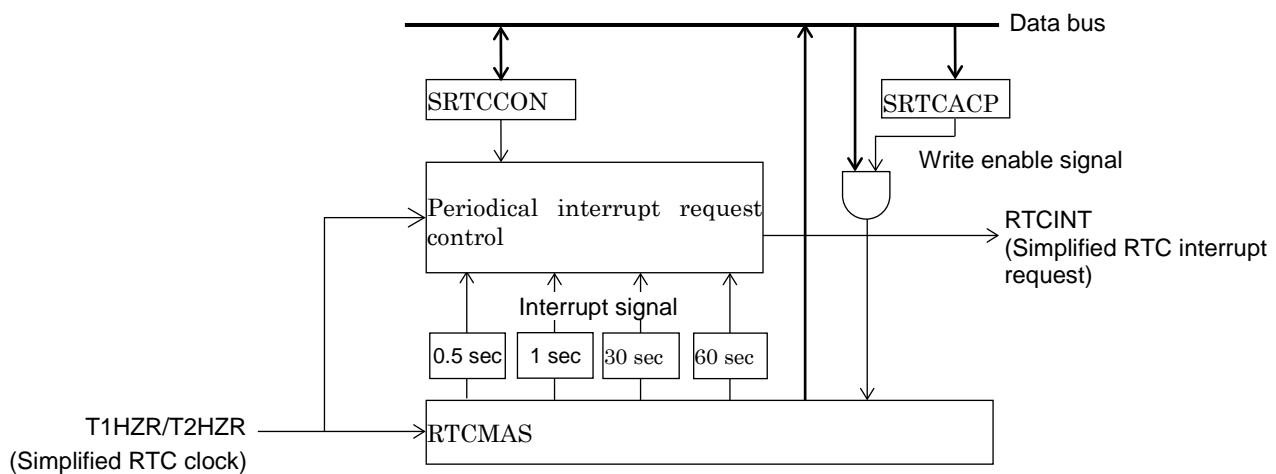 Data bus
SRTCCON
SRTCACP
Write enable signal
Periodical interrupt request
control
RTCINT
(Simplified RTC interrupt
request)
Interrupt signal
0.5 sec
1 sec
30 sec
60 sec
T1HZR/T2HZR
(Simplified RTC clock)
RTCMAS